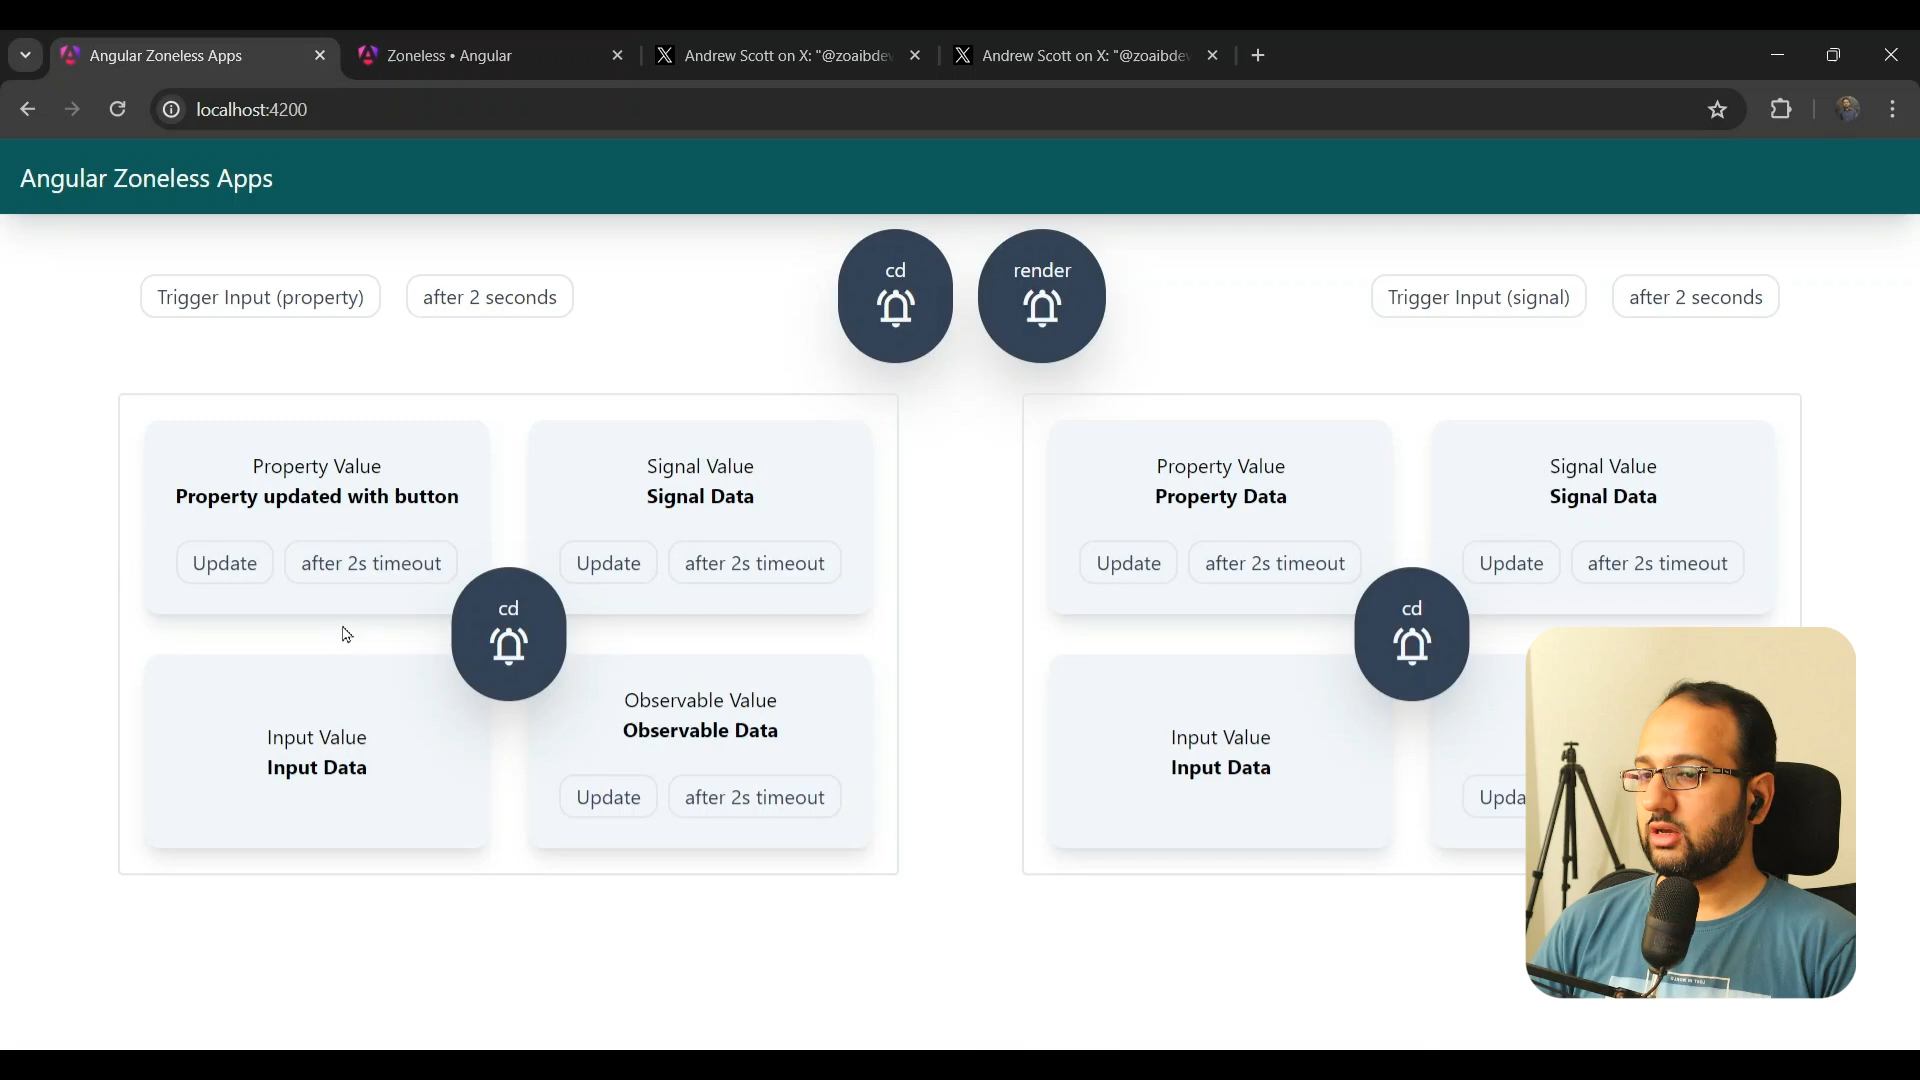 Angular Zoneless Apps
Zoneless • Angular
Andrew Scott on X: "@zoaibde
Andrew Scott on X: "@zoaibde
localhost:4200
Angular Zoneless Apps
Trigger Input (property)
after 2 seconds
cd
render
Trigger Input (signal)
after 2 seconds
Property Value
Property updated with button
Update
after 2s timeout
Signal Value
Signal Data
Update
after 2s timeout
cd
Input Value
Input Data
Observable Value
Observable Data
Update
after 2s timeout
Property Value
Property Data
Update
after 2s timeout
Signal Value
Signal Data
Update
after 2s timeout
cd
Input Value
Input Data
Upda